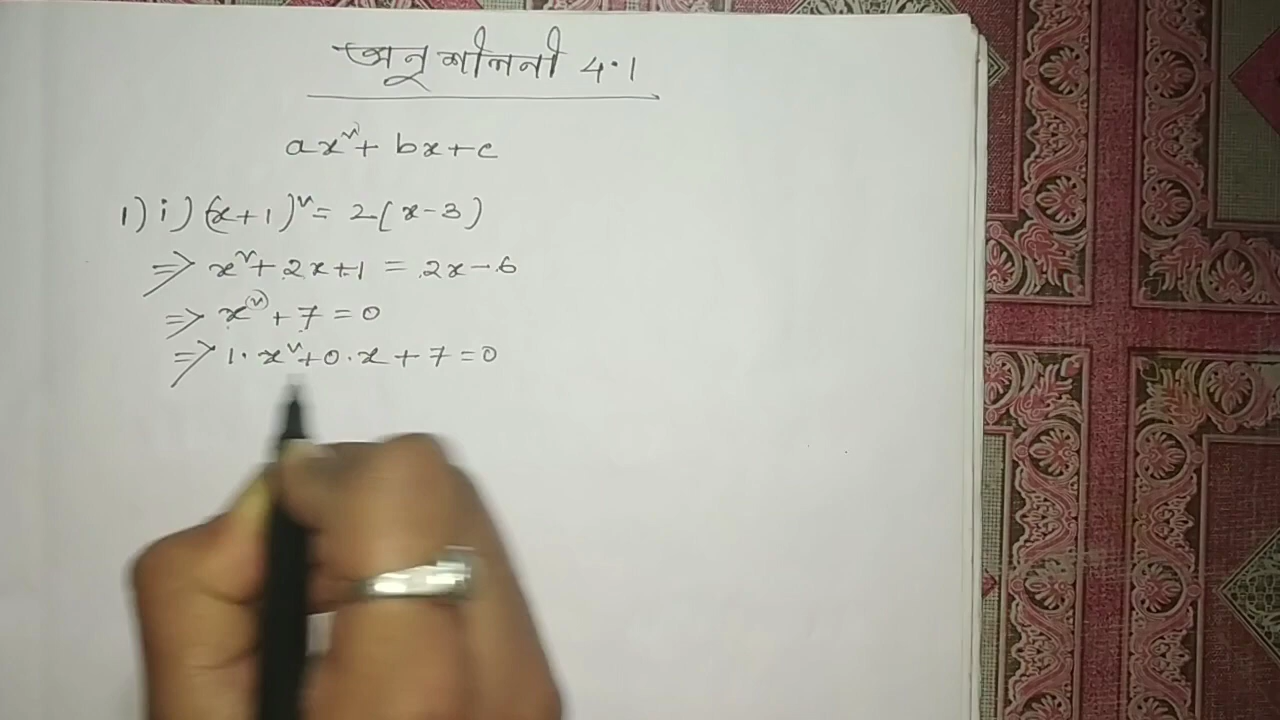 অনুশীলনী 4.1
ax² + bx + c
1) i) (x+1)² = 2(x-3)
⇒ x² + 2x + 1 = 2x - 6
⇒ x² + 7 = 0
⇒ 1·x² + 0·x + 7 = 0